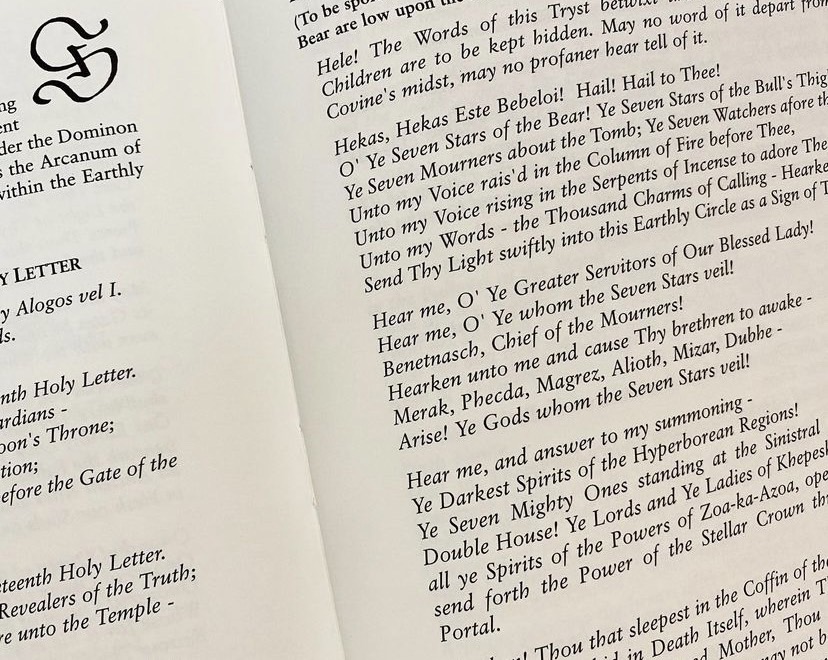 ng
ent
der the Dominon
s the Arcanum of
within the Earthly
Y LETTER
y Alogos vel I.
ls.
nth Holy Letter.
ardians -
oon's Throne;
tion;
efore the Gate of the
teenth Holy Letter.
Revealers of the Truth;
re unto the Temple -
(To be spo
Bear are low upon the
Hele! The Words of this Tryst betwixt
Children are to be kept hidden. May no word of it depart from
Covine's midst, may no profaner hear tell of it.
Hekas, Hekas Este Bebeloi! Hail! Hail to Thee!
O' Ye Seven Stars of the Bear! Ye Seven Stars of the Bull's Thig
Ye Seven Mourners about the Tomb; Ye Seven Watchers afore th
Unto my Voice rais'd in the Column of Fire before Thee,
Unto my Voice rising in the Serpents of Incense to adore Thee
Unto my Words - the Thousand Charms of Calling - Hearke
Send Thy Light swiftly into this Earthly Circle as a Sign of T
Hear me, O' Ye Greater Servitors of Our Blessed Lady!
Hear me, O' Ye whom the Seven Stars veil!
Benetnasch, Chief of the Mourners!
Hearken unto me and cause Thy brethren to awake -
Merak, Phecda, Magrez, Alioth, Mizar, Dubhe -
Arise! Ye Gods whom the Seven Stars veil!
Hear me, and answer to my summoning -
Ye Darkest Spirits of the Hyperborean Regions!
Ye Seven Mighty Ones standing at the Sinistral
Double House! Ye Lords and Ye Ladies of Khepesh
all ye Spirits of the Powers of Zoa-ka-Azoa, ope
send forth the Power of the Stellar Crown thr
Portal.
Thou that sleepest in the Coffin of the
in Death Itself, wherein T
Mother, Thou
may not b